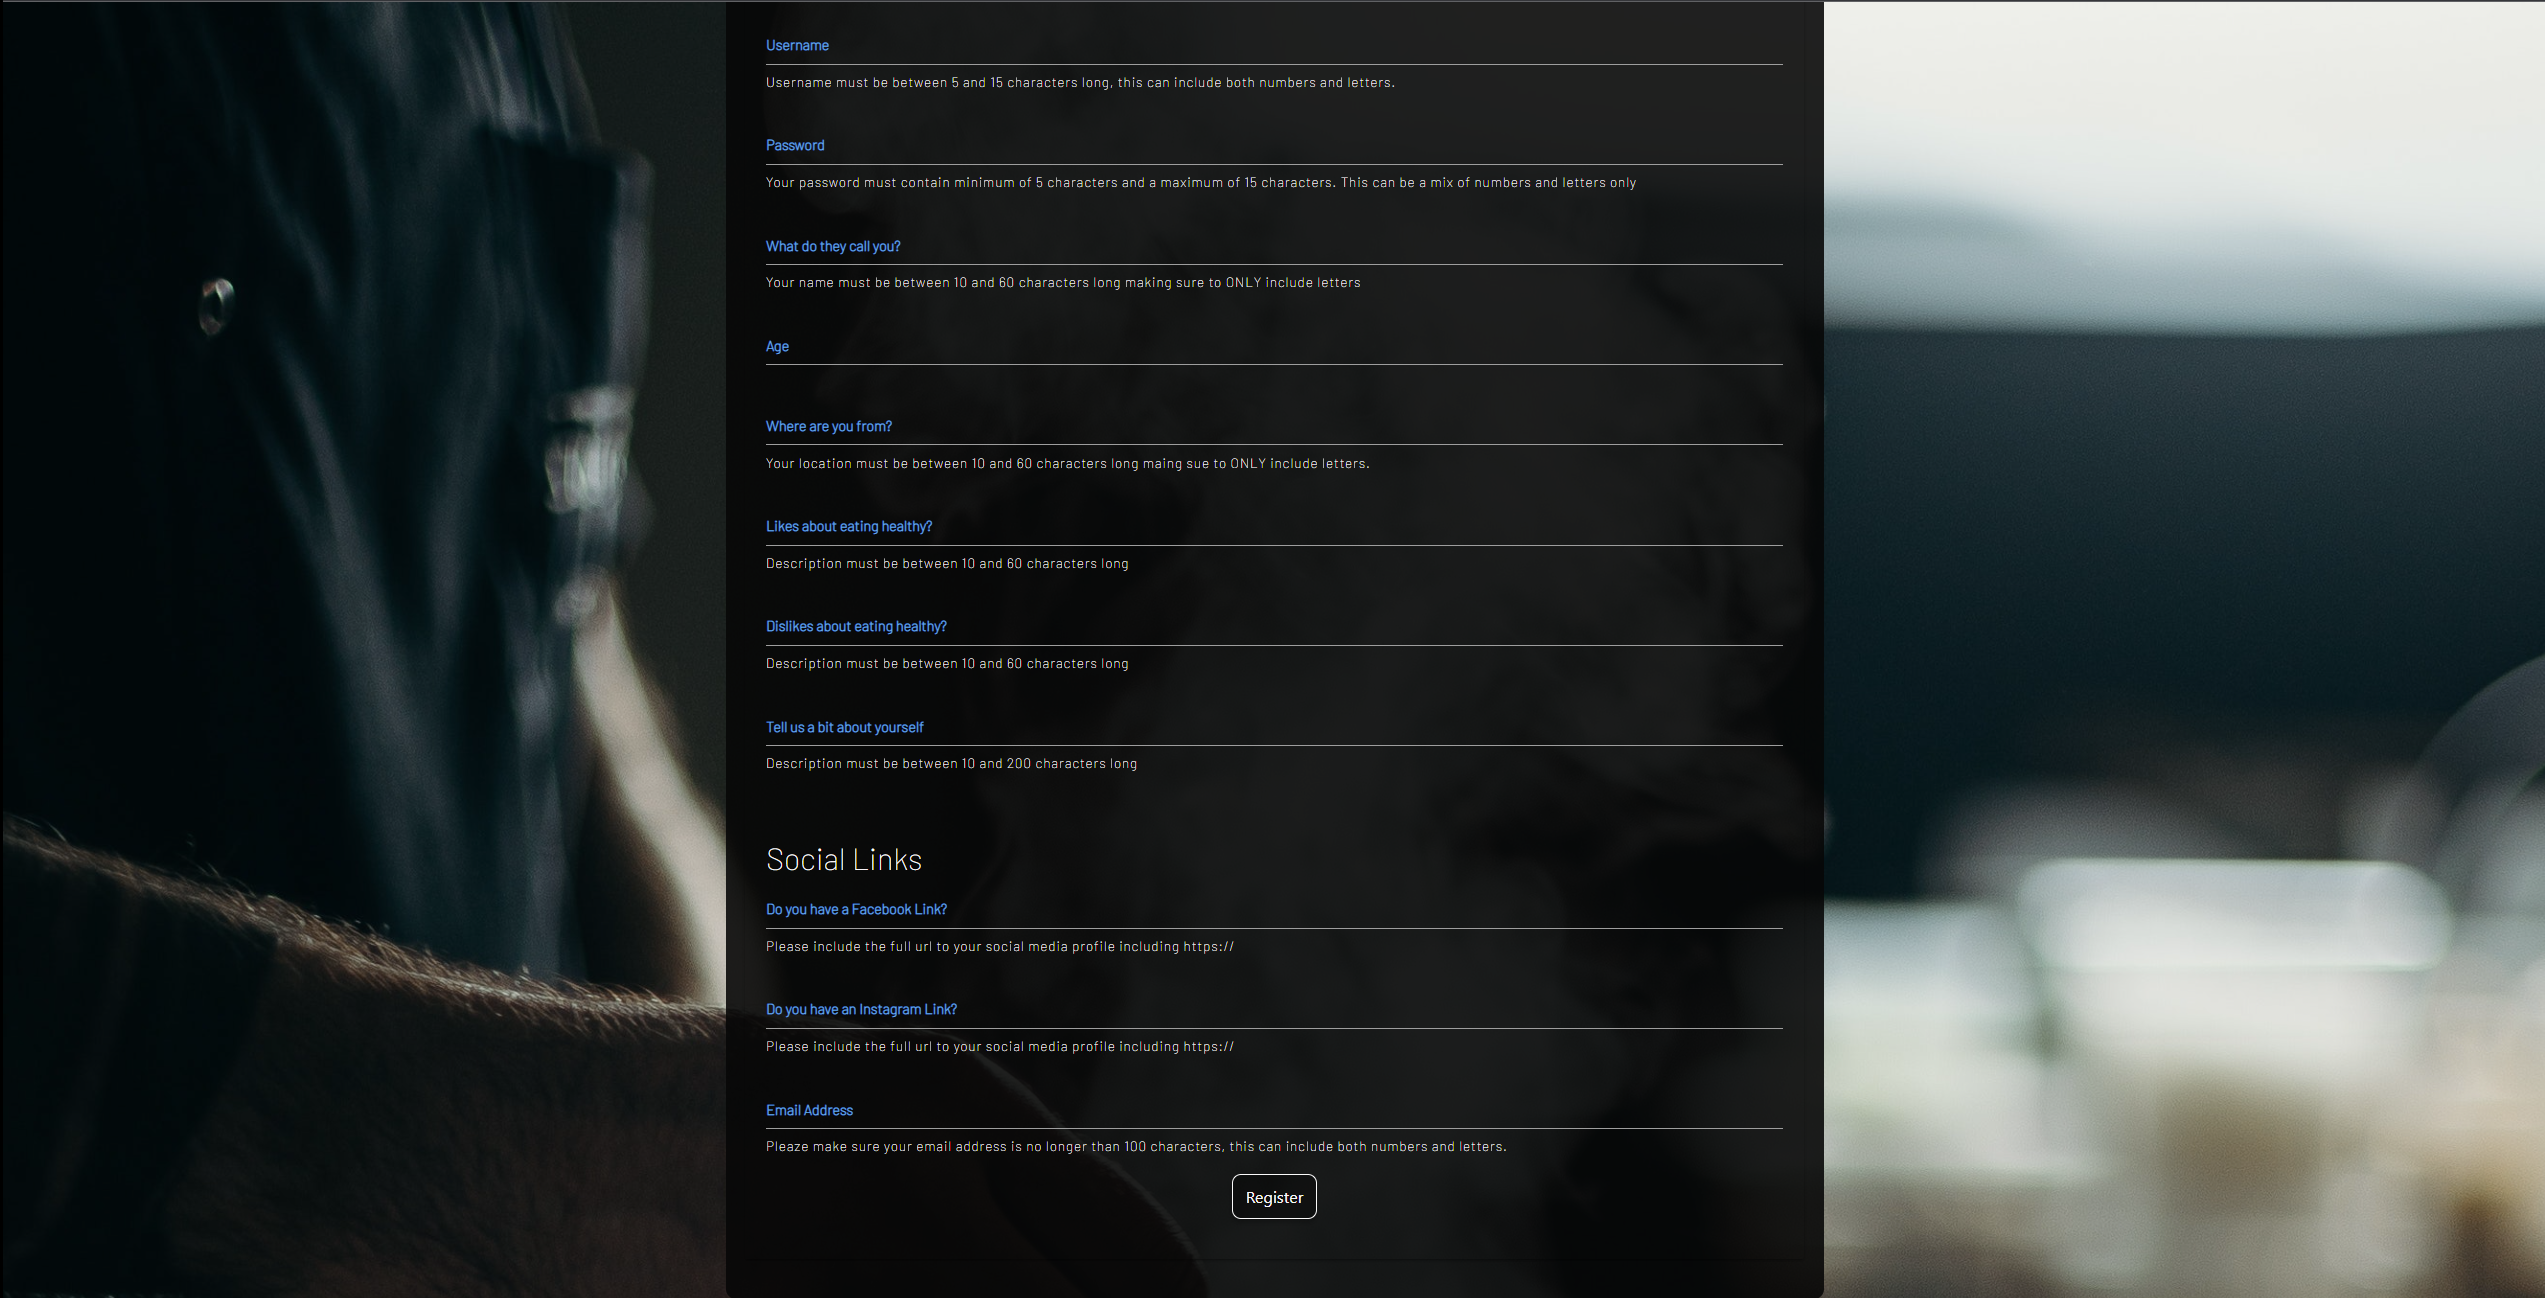 Username
Username must be between 5 and 15 characters long, this can include both numbers and letters.
Password
Your password must contain minimum of 5 characters and a maximum of 15 characters. This can be a mix of numbers and letters only
What do they call you?
Your name must be between 10 and 60 characters long making sure to ONLY include letters
Age
Where are you from?
Your location must be between 10 and 60 characters long maing sue to ONLY include letters.
Likes about eating healthy?
Description must be between 10 and 60 characters long
Dislikes about eating healthy?
Description must be between 10 and 60 characters long
Tell us a bit about yourself
Description must be between 10 and 200 characters long
Social Links
Do you have a Facebook Link?
Please include the full url to your social media profile including https://
Do you have an Instagram Link?
Please include the full url to your social media profile including https://
Email Address
Pleaze make sure your email address is no longer than 100 characters, this can include both numbers and letters.
Register